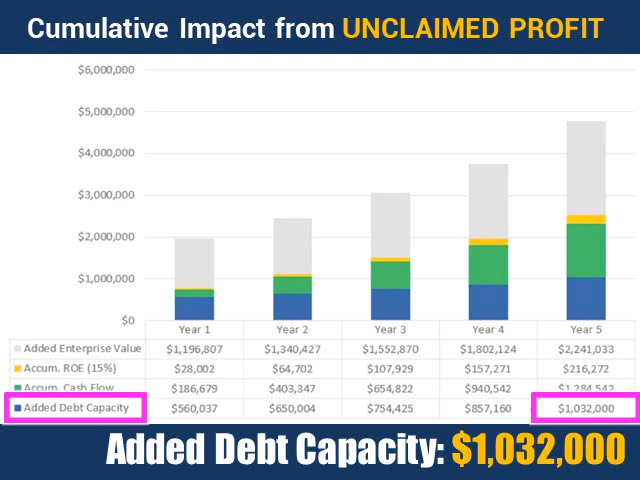 Cumulative Impact from UNCLAIMED PROFIT
$6,000,000
$5,000,000
$4,000,000
$3,000,000
$2,000,000
$1,000,000
$0
Year 1 Year 2 Year 3 Year 4 Year 5
Added Enterprise Value $1,196,807 $1,340,427 $1,552,870 $1,802,124 $2,241,033
Accum. ROE (15%) $28,002 $64,702 $107,929 $157,271 $216,272
Accum. Cash Flow $186,679 $403,347 $654,822 $940,542 $1,284,542
Added Debt Capacity $560,037 $650,004 $754,425 $857,160 $1,032,000
Added Debt Capacity: $1,032,000